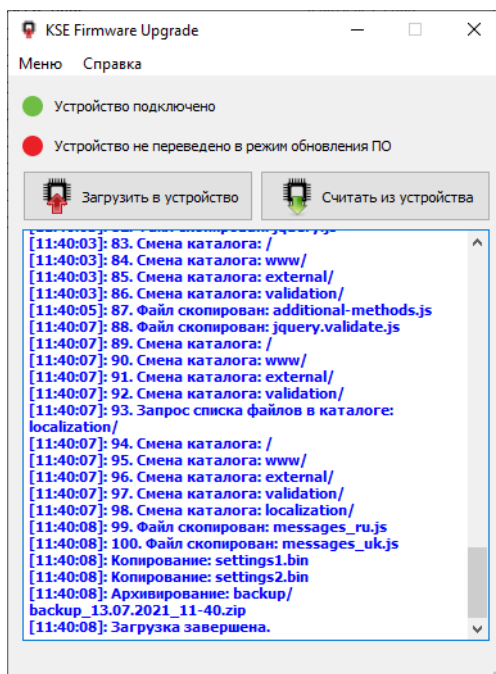 KSE Firmware Upgrade
Меню Справка
Устройство подключено
Устройство не переведено в режим обновления ПО
Загрузить в устройство Считать из устройства
[11:40:03]: 83. Смена каталога: /
[11:40:03]: 84. Смена каталога: www/
[11:40:03]: 85. Смена каталога: external/
[11:40:03]: 86. Смена каталога: validation/
[11:40:05]: 87. Файл скопирован: additional-methods.js
[11:40:07]: 88. Файл скопирован: jquery.validate.js
[11:40:07]: 89. Смена каталога: /
[11:40:07]: 90. Смена каталога: www/
[11:40:07]: 91. Смена каталога: external/
[11:40:07]: 92. Смена каталога: validation/
[11:40:07]: 93. Запрос списка файлов в каталоге:
localization/
[11:40:07]: 94. Смена каталога: /
[11:40:07]: 95. Смена каталога: www/
[11:40:07]: 96. Смена каталога: external/
[11:40:07]: 97. Смена каталога: validation/
[11:40:07]: 98. Смена каталога: localization/
[11:40:08]: 99. Файл скопирован: messages_ru.js
[11:40:08]: 100. Файл скопирован: messages_uk.js
[11:40:08]: Копирование: settings1.bin
[11:40:08]: Копирование: settings2.bin
[11:40:08]: Архивирование: backup/
backup_13.07.2021_11-40.zip
[11:40:08]: Загрузка завершена.